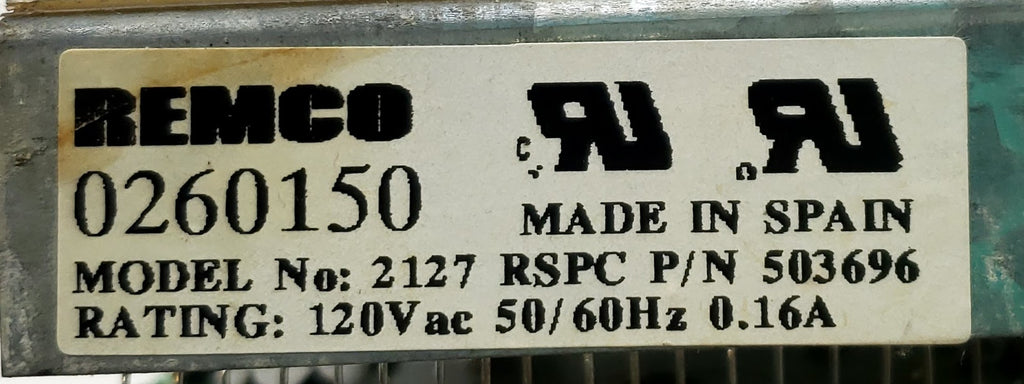 REMCO
0260150
MADE IN SPAIN
MODEL No: 2127 RSPC P/N 503696
RATING: 120Vac 50/60Hz 0.16A